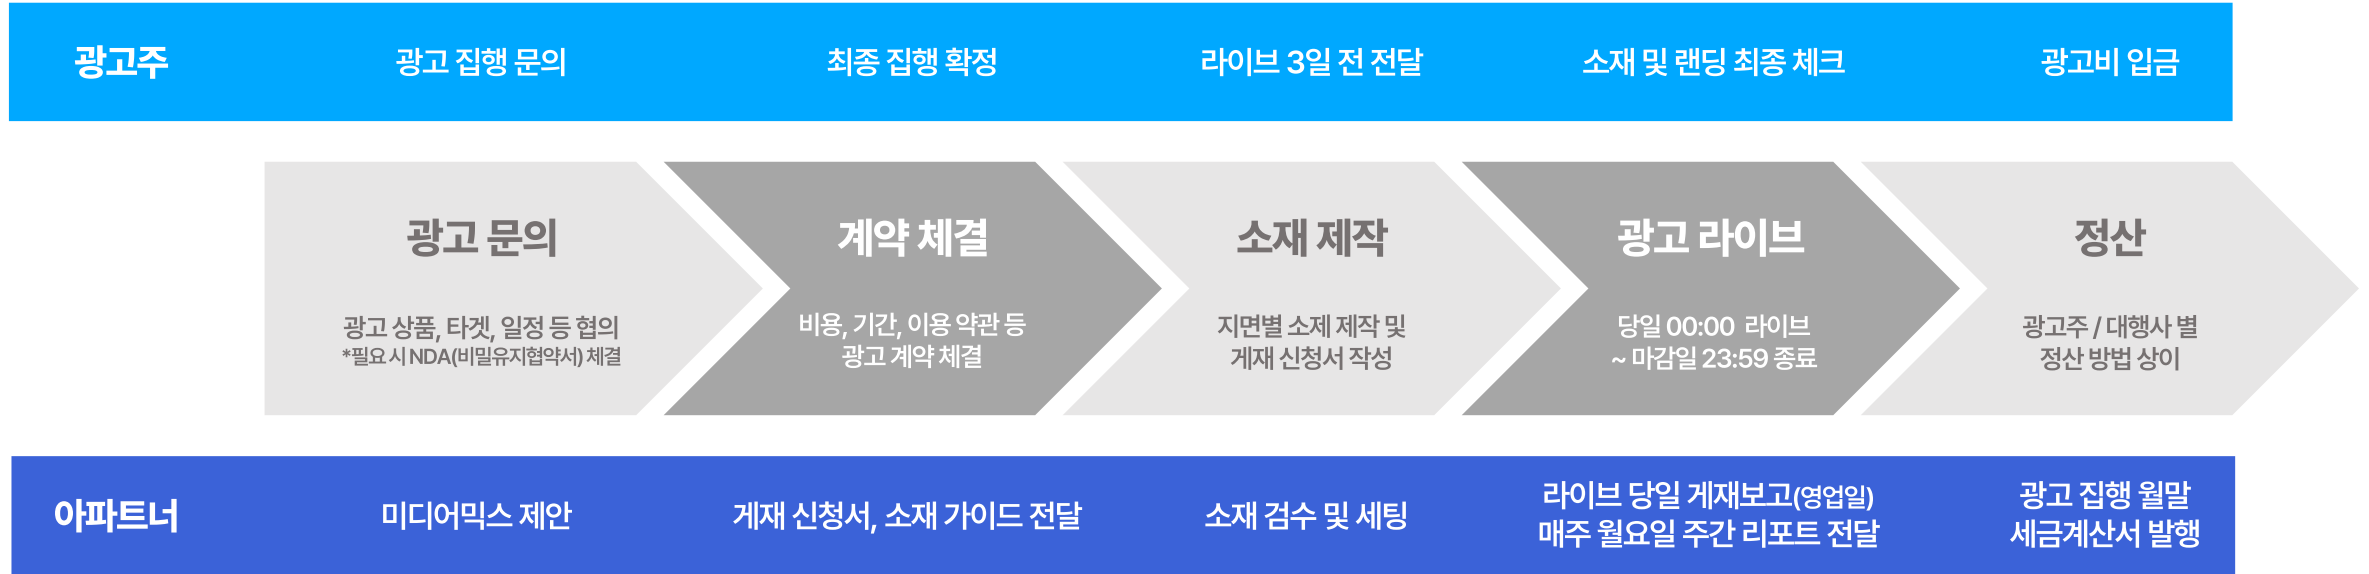 광고주
광고 집행 문의
최종 집행 확정
라이브 3일 전 전달
소재 및 랜딩 최종 체크
광고비 입금
광고 문의
광고 상품, 타겟, 일정 등 협의
*필요 시 NDA(비밀유지협약서) 체결
계약 체결
비용, 기간, 이용 약관 등
광고 계약 체결
소재 제작
지면별 소제 제작 및
게재 신청서 작성
광고 라이브
당일 00:00 라이브
~ 마감일 23:59 종료
정산
광고주 / 대행사 별
정산 방법 상이
아파트너
미디어믹스 제안
게재 신청서, 소재 가이드 전달
소재 검수 및 세팅
라이브 당일 게재보고(영업일)
매주 월요일 주간 리포트 전달
광고 집행 월말
세금계산서 발행